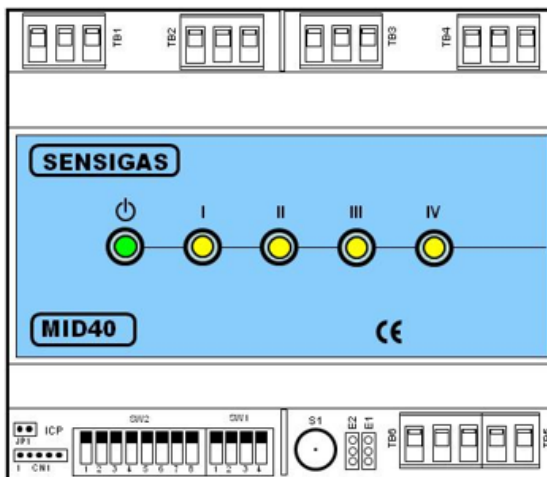 TB1 TB2 TB3 TB4
SENSIGAS
I II III IV
MID40
CE
SW2 SW1 S1 E2 E1
ICP
JP1
1 CN1
1 2 3 4 5 6 7 8 1 2 3 4
TB6 TB5